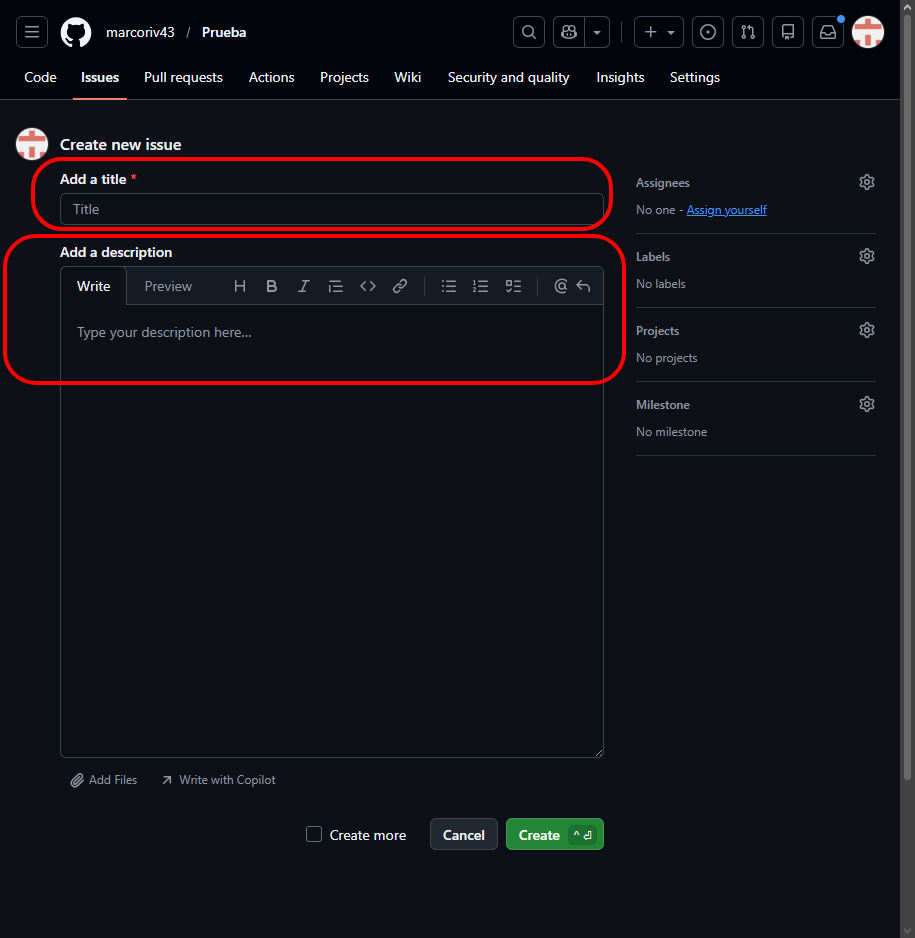 marcoriv43 / Prueba
Code Issues Pull requests Actions Projects Wiki Security and quality Insights Settings
Create new issue
Add a title *
Title
Add a description
Write Preview
Type your description here...
Add Files Write with Copilot
Create more Cancel Create
Assignees
No one - Assign yourself
Labels
No labels
Projects
No projects
Milestone
No milestone